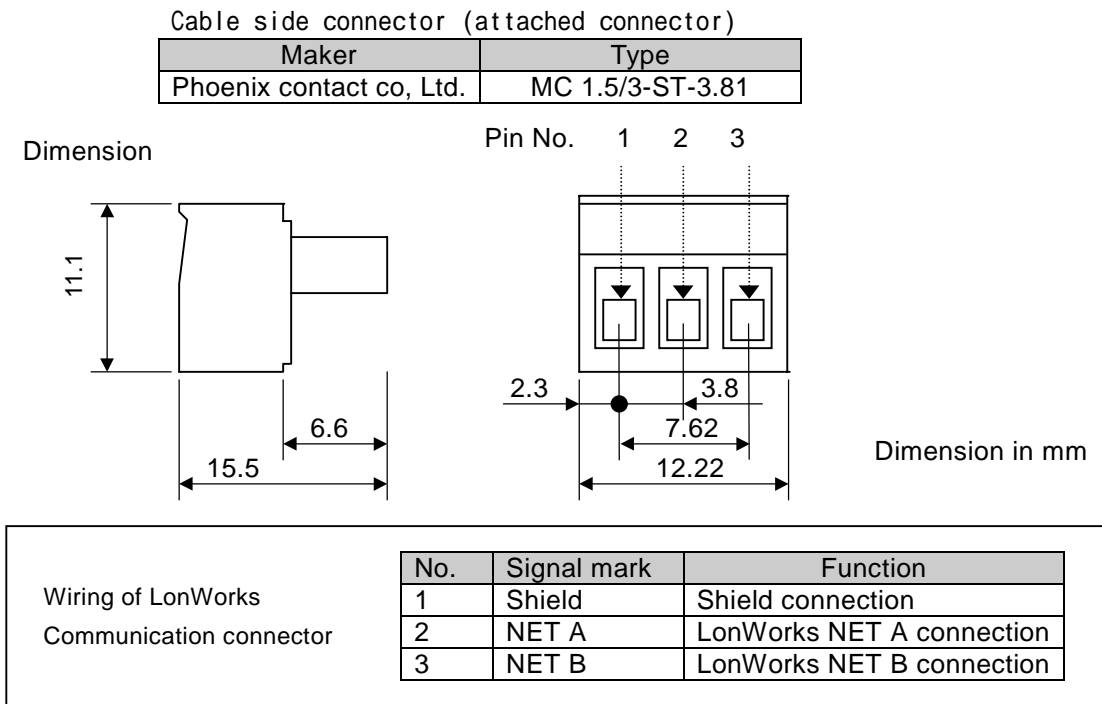 Cable side connector (attached connector)
Maker Type
Phoenix contact co, Ltd. MC 1.5/3-ST-3.81
Pin No. 1 2 3
Dimension
11.1
2.3 3.8
6.6 7.62
15.5 12.22
Dimension in mm
No. Signal mark Function
Wiring of LonWorks
Communication connector
1 Shield Shield connection
2 NET A LonWorks NET A connection
3 NET B LonWorks NET B connection